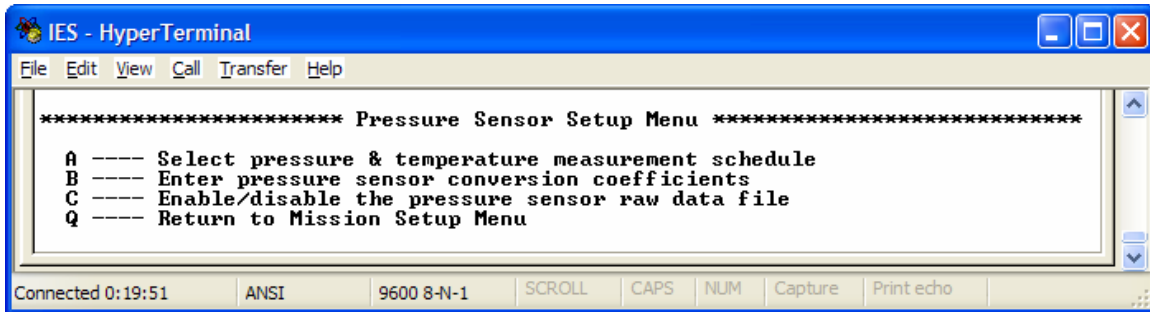 IES - HyperTerminal
File Edit View Call Transfer Help
*********************** Pressure Sensor Setup Menu ****************************
A ---- Select pressure & temperature measurement schedule
B ---- Enter pressure sensor conversion coefficients
C ---- Enable/disable the pressure sensor raw data file
Q ---- Return to Mission Setup Menu
Connected 0:19:51 ANSI 9600 8-N-1 SCROLL CAPS NUM Capture Print echo